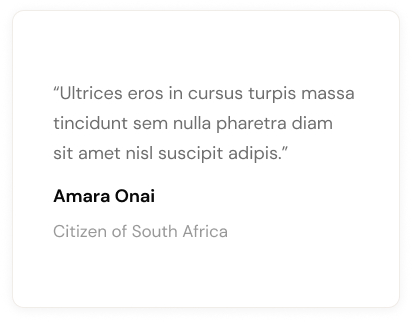 “Ultrices eros in cursus turpis massa
tincidunt sem nulla pharetra diam
sit amet nisl suscipit adipis.”
Amara Onai
Citizen of South Africa